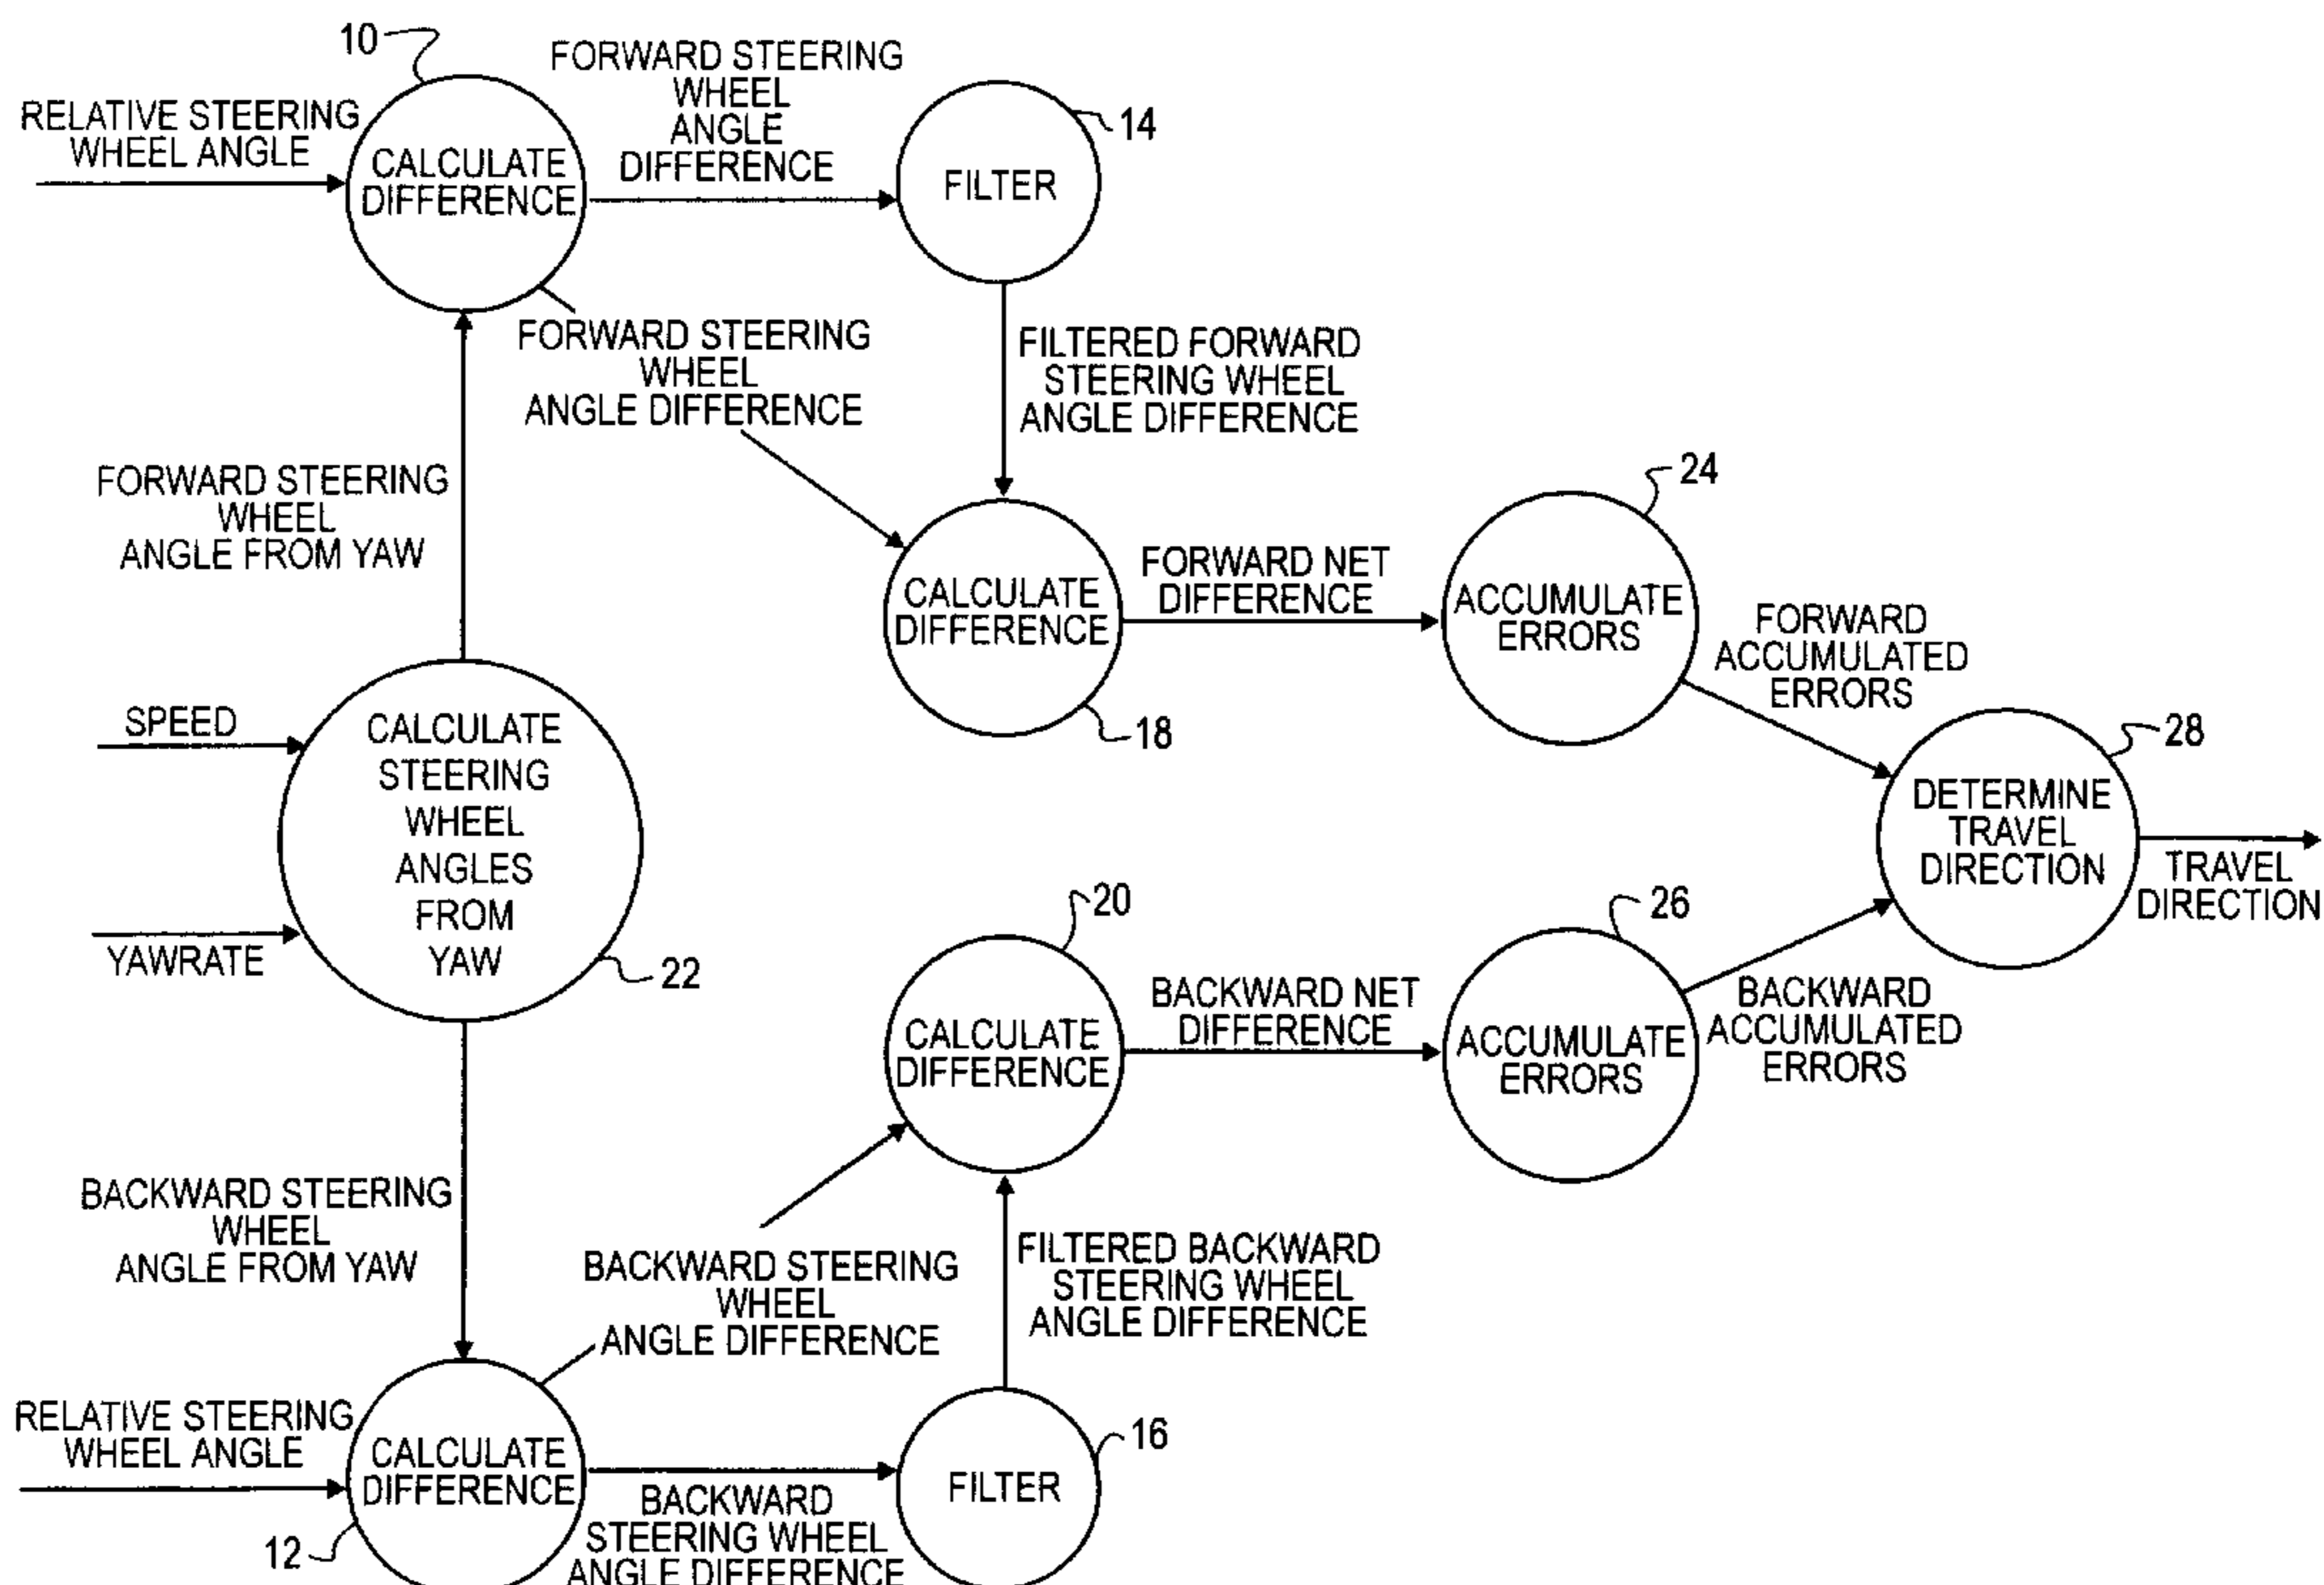 10
FORWARD STEERING
WHEEL
ANGLE
DIFFERENCE
RELATIVE STEERING
WHEEL ANGLE
CALCULATE
DIFFERENCE
14
FILTER
FORWARD STEERING
WHEEL
ANGLE DIFFERENCE
FILTERED FORWARD
STEERING WHEEL
ANGLE DIFFERENCE
FORWARD STEERING
WHEEL
ANGLE FROM YAW
24
CALCULATE
DIFFERENCE
18
FORWARD NET
DIFFERENCE
ACCUMULATE
ERRORS
FORWARD
ACCUMULATED
ERRORS
SPEED
YAWRATE
CALCULATE
STEERING
WHEEL
ANGLES
FROM
YAW
22
28
DETERMINE
TRAVEL
DIRECTION
TRAVEL
DIRECTION
20
CALCULATE
DIFFERENCE
BACKWARD NET
DIFFERENCE
26
ACCUMULATE
ERRORS
BACKWARD
ACCUMULATED
ERRORS
BACKWARD STEERING
WHEEL
ANGLE FROM YAW
BACKWARD STEERING
WHEEL
ANGLE DIFFERENCE
FILTERED BACKWARD
STEERING WHEEL
ANGLE DIFFERENCE
RELATIVE STEERING
WHEEL ANGLE
CALCULATE
DIFFERENCE
12
BACKWARD
STEERING WHEEL
ANGLE DIFFERENCE
16
FILTER